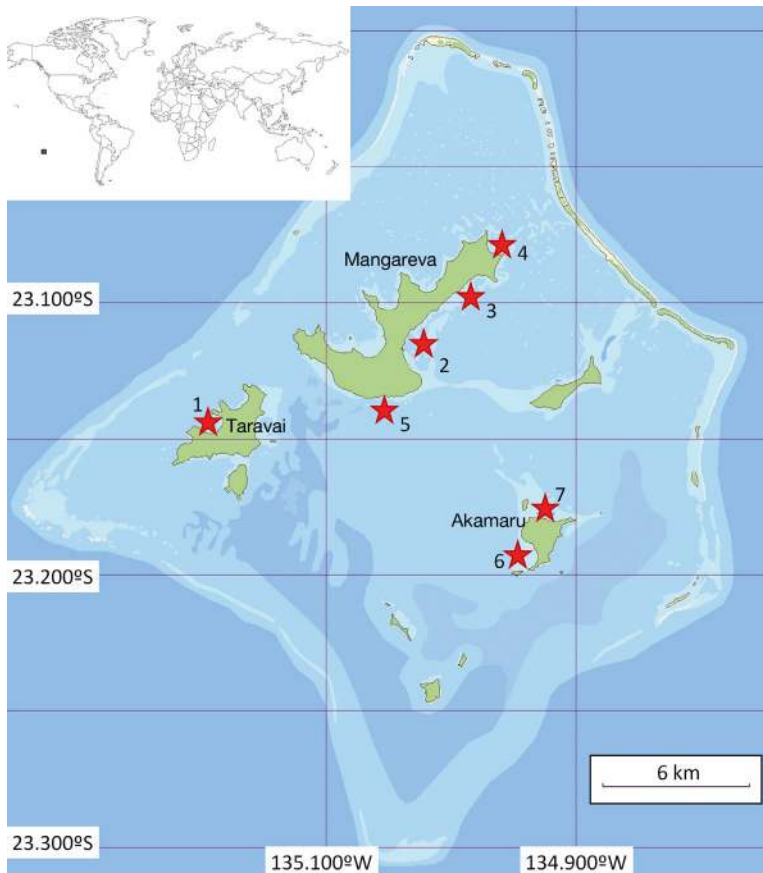 4
Mangareva
23.100ºS
3
2
1
5
Taravai
7
Akamaru
6
23.200ºS
6 km
23.300ºS
135.100ºW
134.900ºW